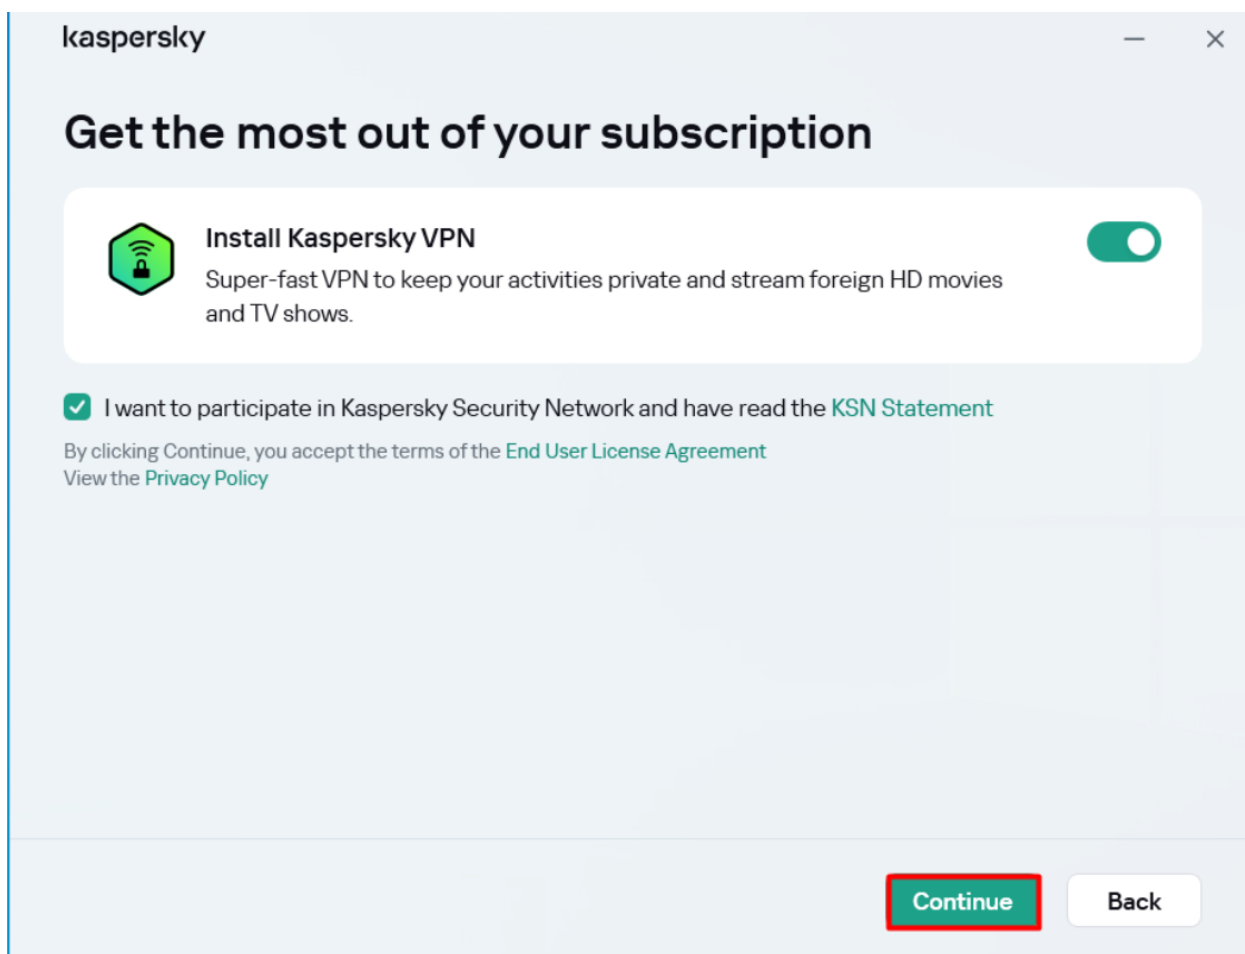 kaspersky
Get the most out of your subscription
Install Kaspersky VPN
Super-fast VPN to keep your activities private and stream foreign HD movies
and TV shows.
I want to participate in Kaspersky Security Network and have read the KSN Statement
By clicking Continue, you accept the terms of the End User License Agreement
View the Privacy Policy
Continue
Back